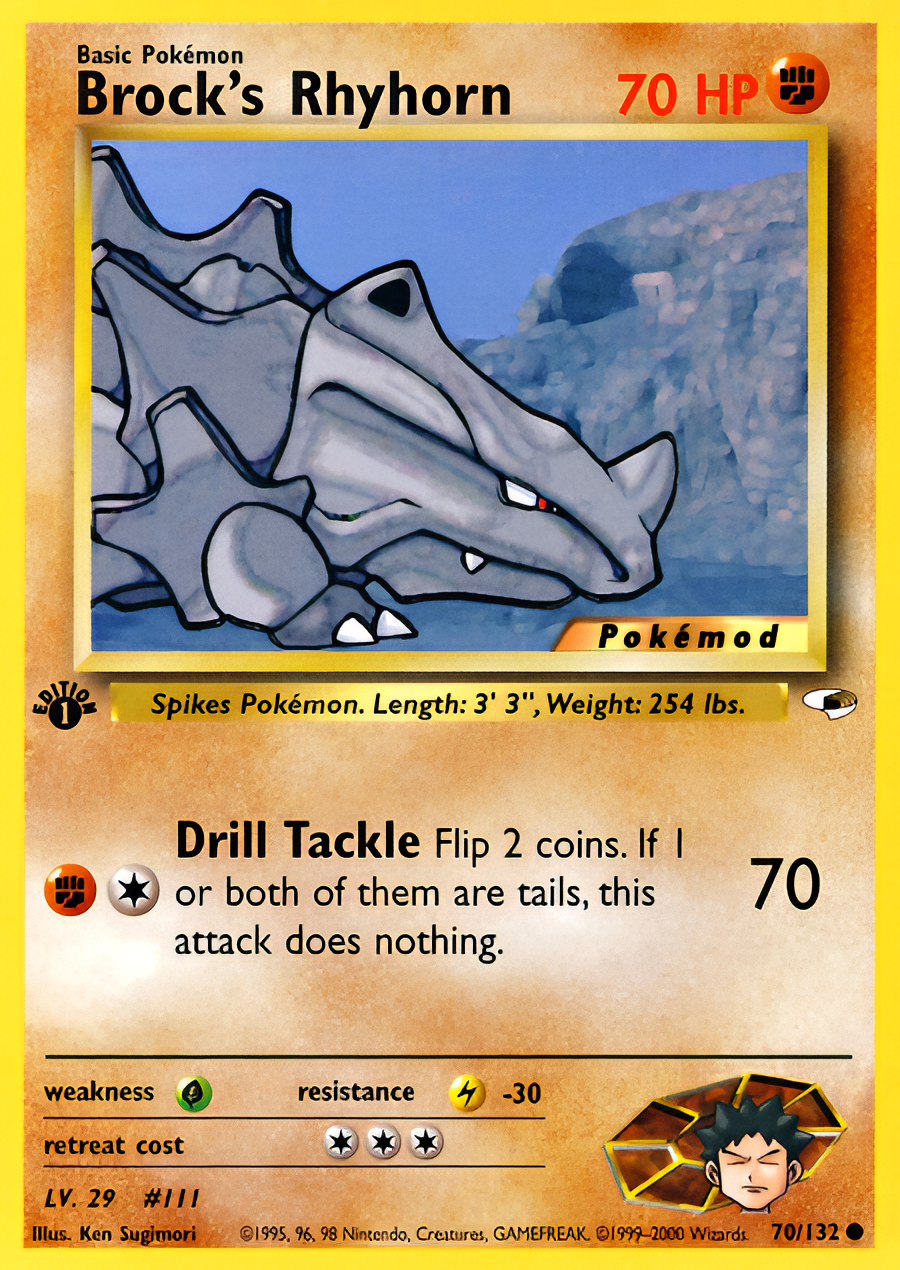 Basic Pokémon
Brock's Rhyhorn
70 HP
Pokémod
EDITION
1
Spikes Pokémon. Length: 3' 3", Weight: 254 lbs.
Drill Tackle Flip 2 coins. If 1
or both of them are tails, this
attack does nothing.
70
weakness
resistance
-30
retreat cost
LV. 29 #111
Illus. Ken Sugimori
©1995, 96, 98 Nintendo, Creatures, GAMEFREAK. ©1999–2000 Wizards.
70/132